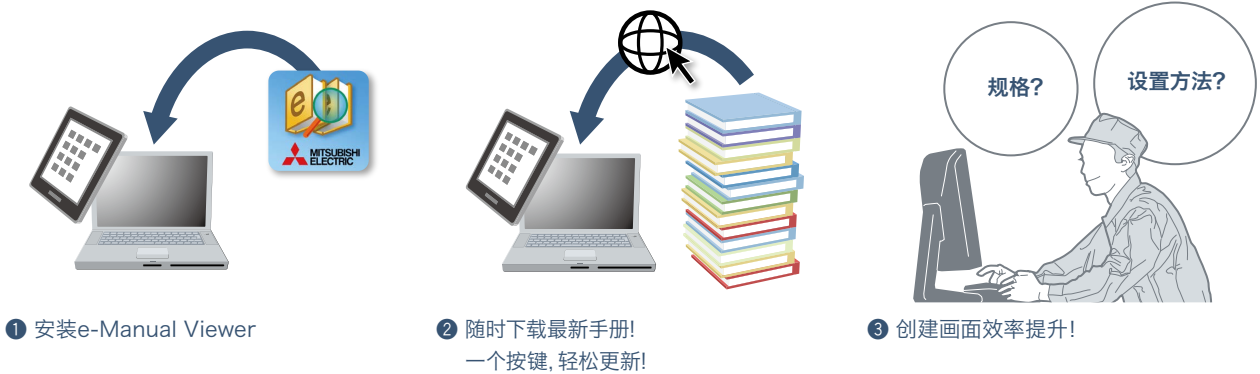 规格?
设置方法?
e
MITSUBISHI
ELECTRIC
❶ 安装e-Manual Viewer
❷ 随时下载最新手册!
一个按键, 轻松更新!
❸ 创建画面效率提升!